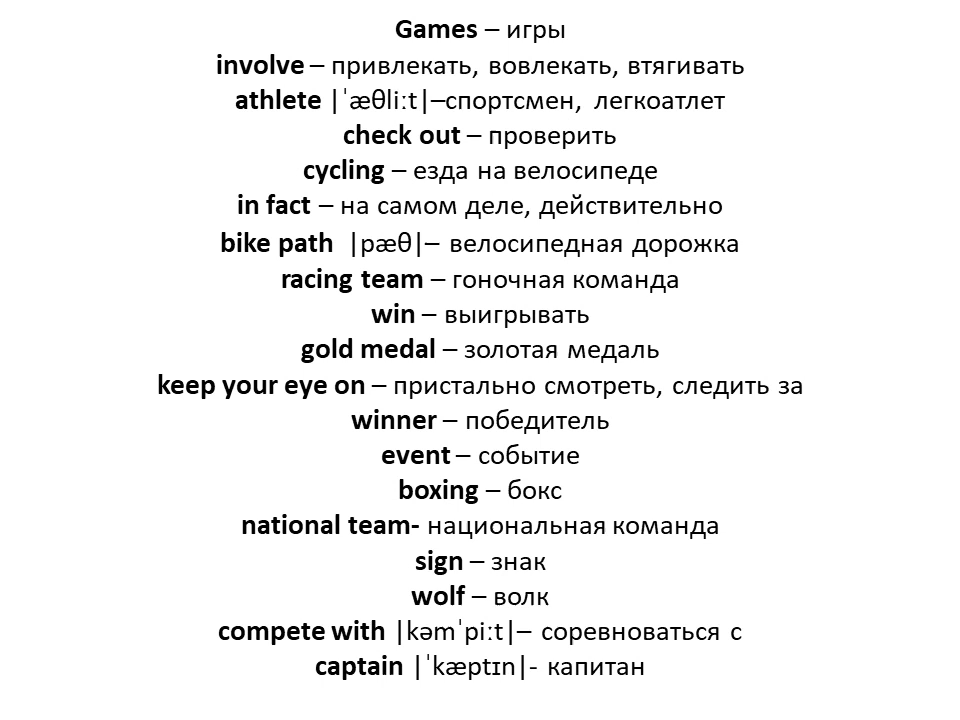 Games – игры
involve – привлекать, вовлекать, втягивать
athlete |ˈæθliːt|–спортсмен, легкоатлет
check out – проверить
cycling – езда на велосипеде
in fact – на самом деле, действительно
bike path |pæθ|– велосипедная дорожка
racing team – гоночная команда
win – выигрывать
gold medal – золотая медаль
keep your eye on – пристально смотреть, следить за
winner – победитель
event – событие
boxing – бокс
national team- национальная команда
sign – знак
wolf – волк
compete with |kəmˈpiːt|– соревноваться с
captain |ˈkæptɪn|- капитан